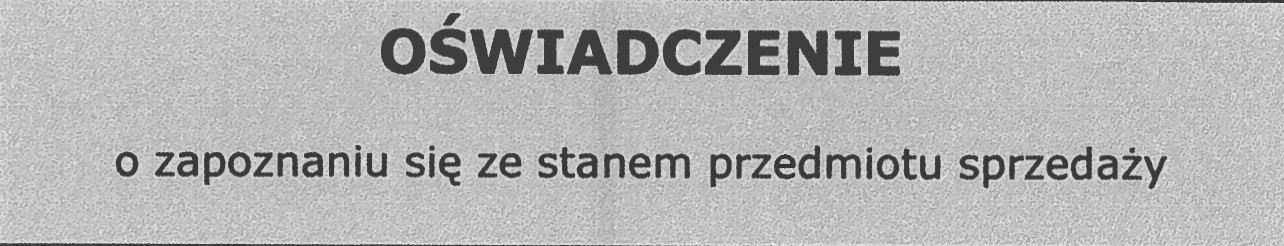 OŚWIADCZENIE
o zapoznaniu się ze stanem przedmiotu sprzedaży